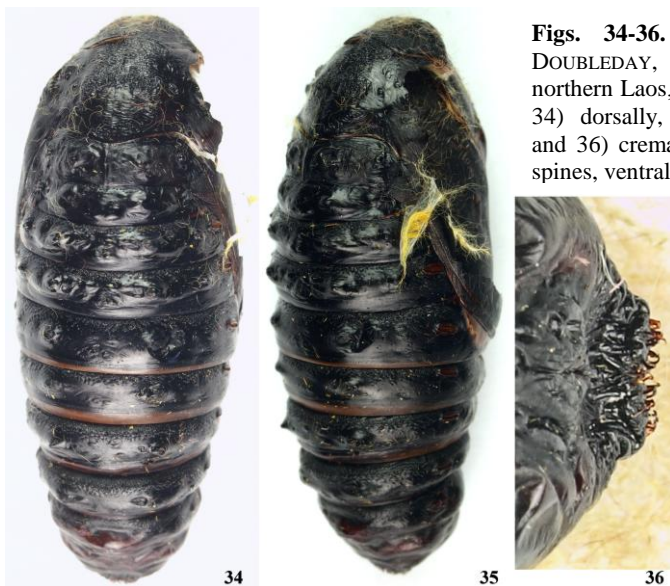 Figs. 34-36.
DOUBLEDAY,
northern Laos,
34) dorsally,
and 36) crema
spines, ventral
34
35
36